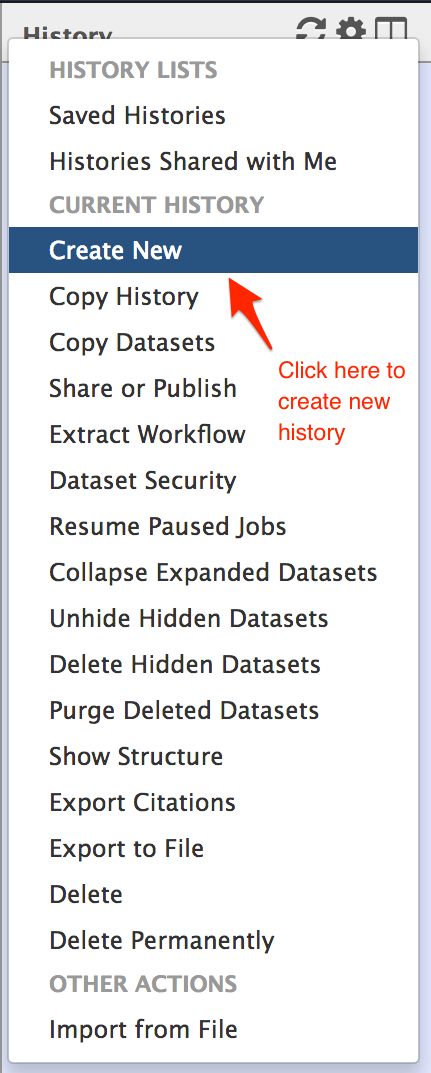 History
HISTORY LISTS
Saved Histories
Histories Shared with Me
CURRENT HISTORY
Create New
Copy History
Copy Datasets
Click here to
Share or Publish
create new
history
Extract Workflow
Dataset Security
Resume Paused Jobs
Collapse Expanded Datasets
Unhide Hidden Datasets
Delete Hidden Datasets
Purge Deleted Datasets
Show Structure
Export Citations
Export to File
Delete
Delete Permanently
OTHER ACTIONS
Import from File